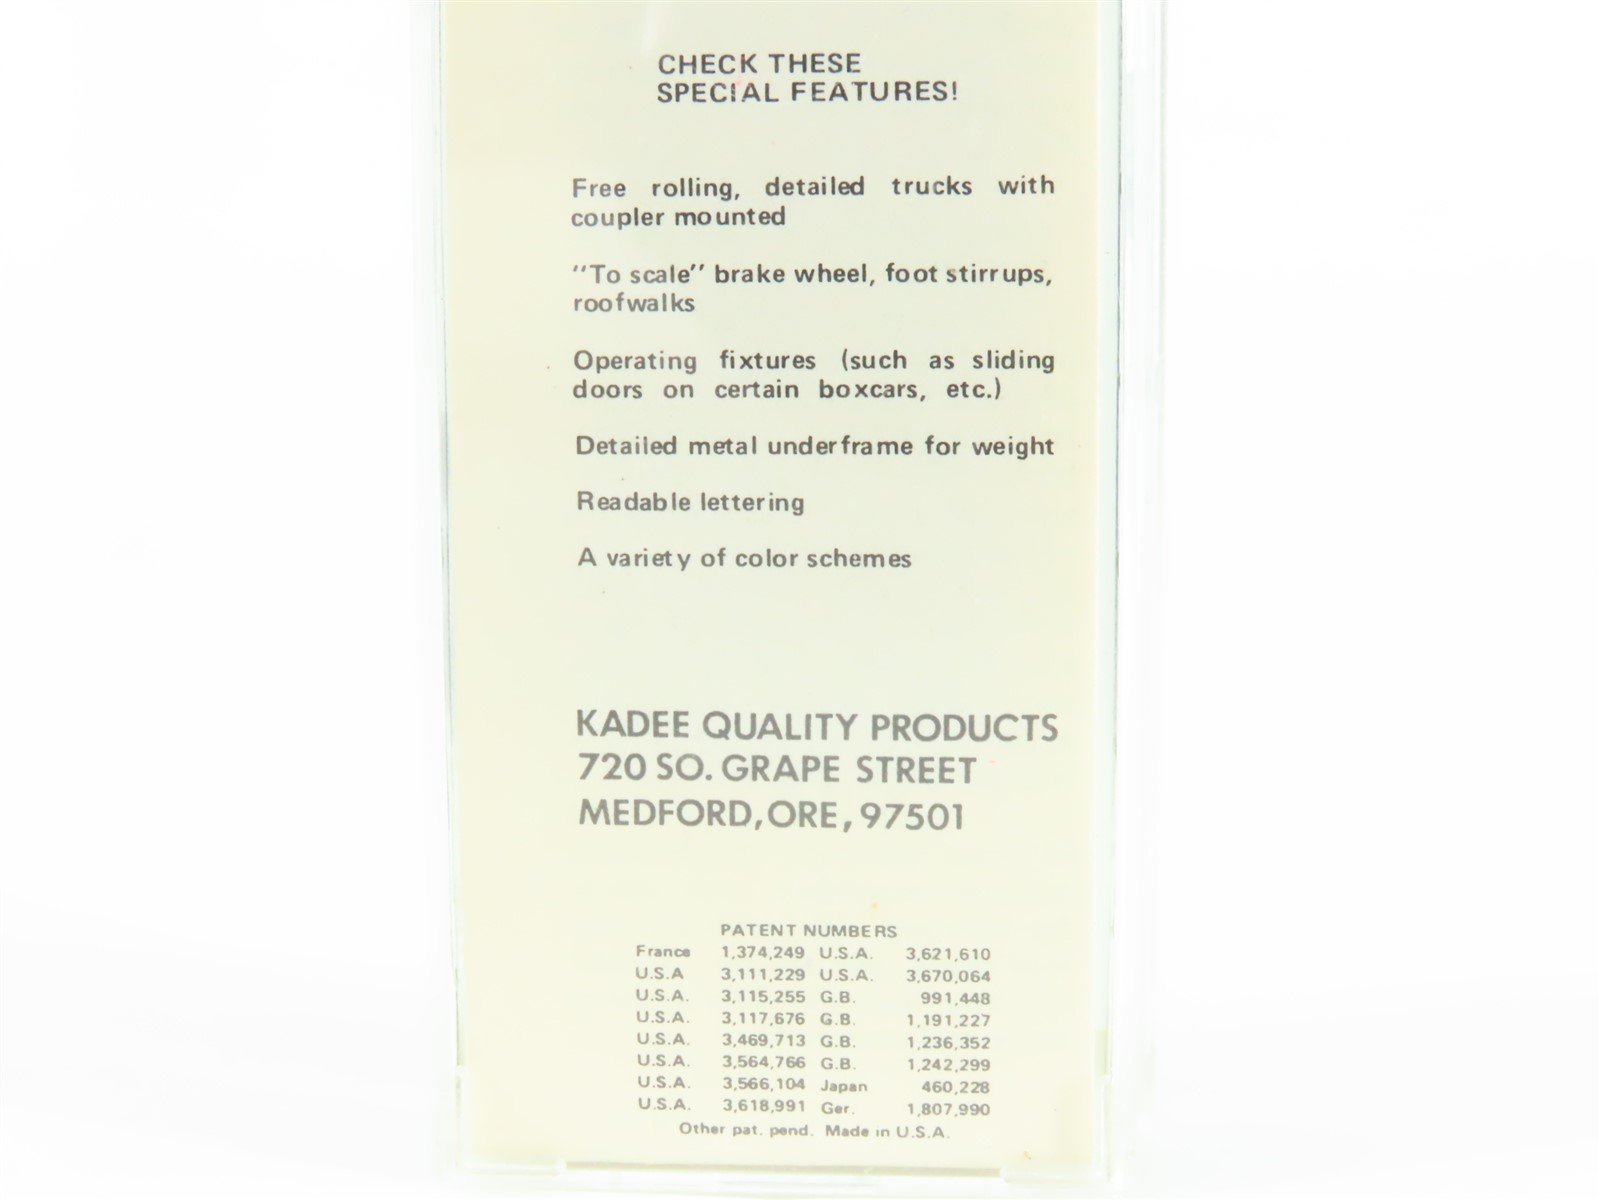 CHECK THESE
SPECIAL FEATURES!
Free rolling, detailed trucks with
coupler mounted
"To scale" brake wheel, foot stirrups,
roofwalks
Operating fixtures (such as sliding
doors on certain boxcars, etc.)
Detailed metal underframe for weight
Readable lettering
A variety of color schemes
KADEE QUALITY PRODUCTS
720 SO. GRAPE STREET
MEDFORD, ORE, 97501
PATENT NUMBERS
France 1,374,249 U.S.A. 3,621,610
U.S.A 3,111,229 U.S.A. 3,670,064
U.S.A. 3,115,255 G.B. 991,448
U.S.A. 3,117,676 G.B. 1,191,227
U.S.A. 3,469,713 G.B. 1,236,352
U.S.A. 3,564,766 G.B. 1,242,299
U.S.A. 3,566,104 Japan 460,228
U.S.A. 3,618,991 Ger. 1,807,990
Other pat. pend. Made in U.S.A.